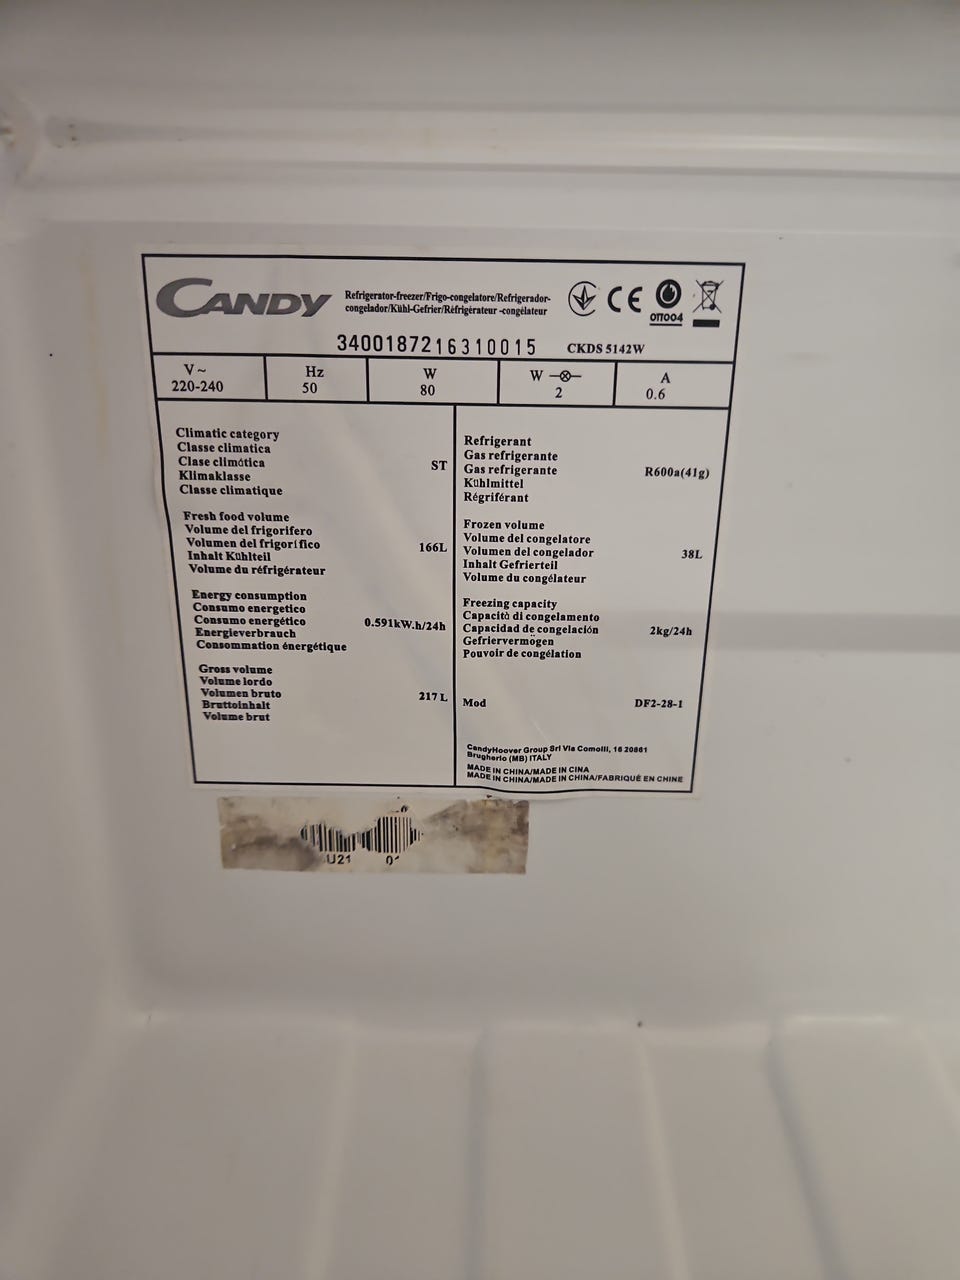 CANDY
Refrigerator-freezer/Frigo-congelatore/Refrigerador-
congelador/Kühl-Gefrier/Réfrigérateur -congélateur
ОП004
3400187216310015 CKDS 5142W
V~ Hz W W A
220-240 50 80 2 0.6
Climatic category
Classe climatica
Clase climótica
Klimaklasse
Classe climatique
ST
Fresh food volume
Volume del frigorifero
Volumen del frigorífico
Inhalt Kühlteil
Volume du réfrigérateur
166L
Energy consumption
Consumo energetico
Consumo energético
Energieverbrauch
Consommation énergétique
0.591kW.h/24h
Gross volume
Volume lordo
Volumen bruto
Bruttoinhalt
Volume brut
217 L
Refrigerant
Gas refrigerante
Gas refrigerante
Kühlmittel
Régriférant
R600a(41g)
Frozen volume
Volume del congelatore
Volumen del congelador
Inhalt Gefrierteil
Volume du congélateur
38L
Freezing capacity
Capacitò di congelamento
Capacidad de congelación
Gefriervermögen
Pouvoir de congélation
2kg/24h
Mod DF2-28-1
CandyHoover Group Srl Via Comolli, 16 20861
Brugherio (MB) ITALY
MADE IN CHINA/MADE IN CINA
MADE IN CHINA/MADE IN CHINA/FABRIQUÉ EN CHINE
U21